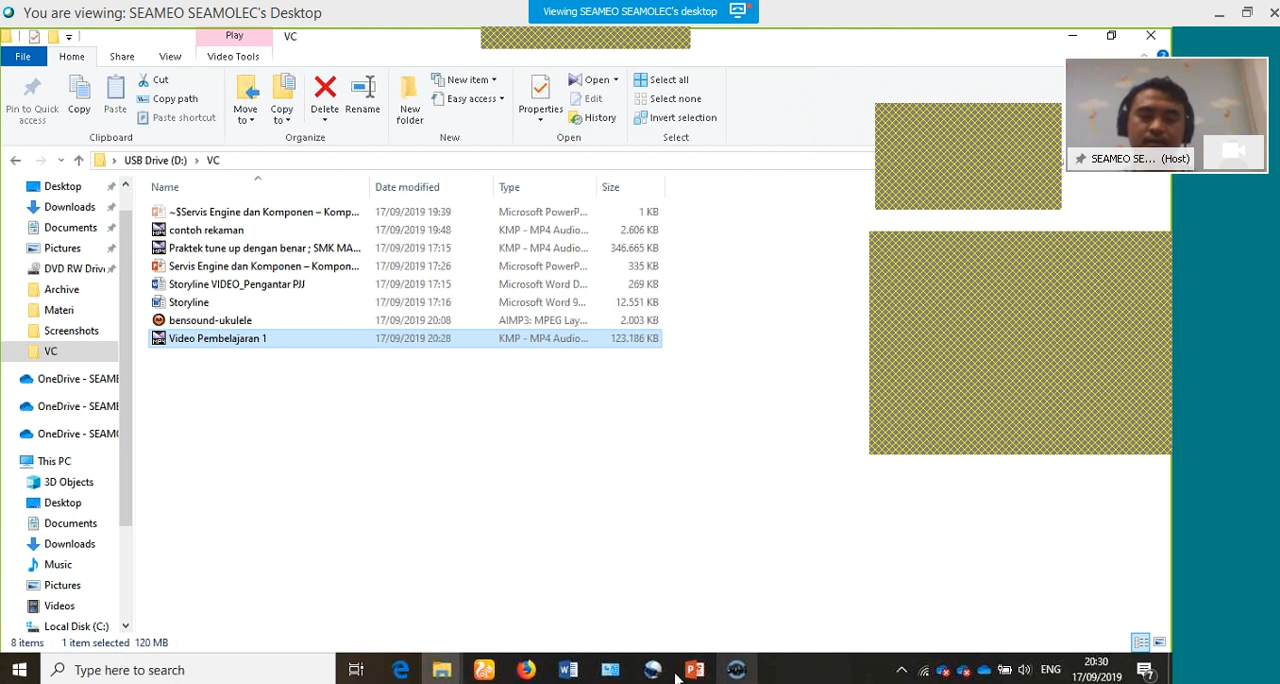 You are viewing: SEAMEO SEAMOLEC's Desktop
Viewing SEAMEO SEAMOLEC's desktop
Play
VC
File
Home
Share
View
Video Tools
Pin to Quick access
Copy
Paste
Cut
Copy path
Paste shortcut
Clipboard
Move to
Copy to
Delete
Rename
Organize
New folder
New item
Easy access
New
Properties
Open
Edit
History
Open
Select all
Select none
Invert selection
Select
SEAMEO SE... (Host)
USB Drive (D:) › VC
Name
Date modified
Type
Size
~$Servis Engine dan Komponen – Komp... 17/09/2019 19:39 Microsoft PowerP... 1 KB
contoh rekaman 17/09/2019 19:48 KMP - MP4 Audio... 2.606 KB
Praktek tune up dengan benar ; SMK MA... 17/09/2019 17:15 KMP - MP4 Audio... 346.665 KB
Servis Engine dan Komponen – Kompon... 17/09/2019 17:26 Microsoft PowerP... 335 KB
Storyline VIDEO_Pengantar PJJ 17/09/2019 17:15 Microsoft Word D... 269 KB
Storyline 17/09/2019 17:16 Microsoft Word 9... 12.551 KB
bensound-ukulele 17/09/2019 20:08 AIMP3: MPEG Lay... 2.003 KB
Video Pembelajaran 1 17/09/2019 20:28 KMP - MP4 Audio... 123.186 KB
Desktop
Downloads
Documents
Pictures
DVD RW Driv
Archive
Materi
Screenshots
VC
OneDrive - SEAME
OneDrive - SEAME
OneDrive - SEAMO
This PC
3D Objects
Desktop
Documents
Downloads
Music
Pictures
Videos
Local Disk (C:)
8 items
1 item selected 120 MB
Type here to search
ENG
20:30
17/09/2019
7